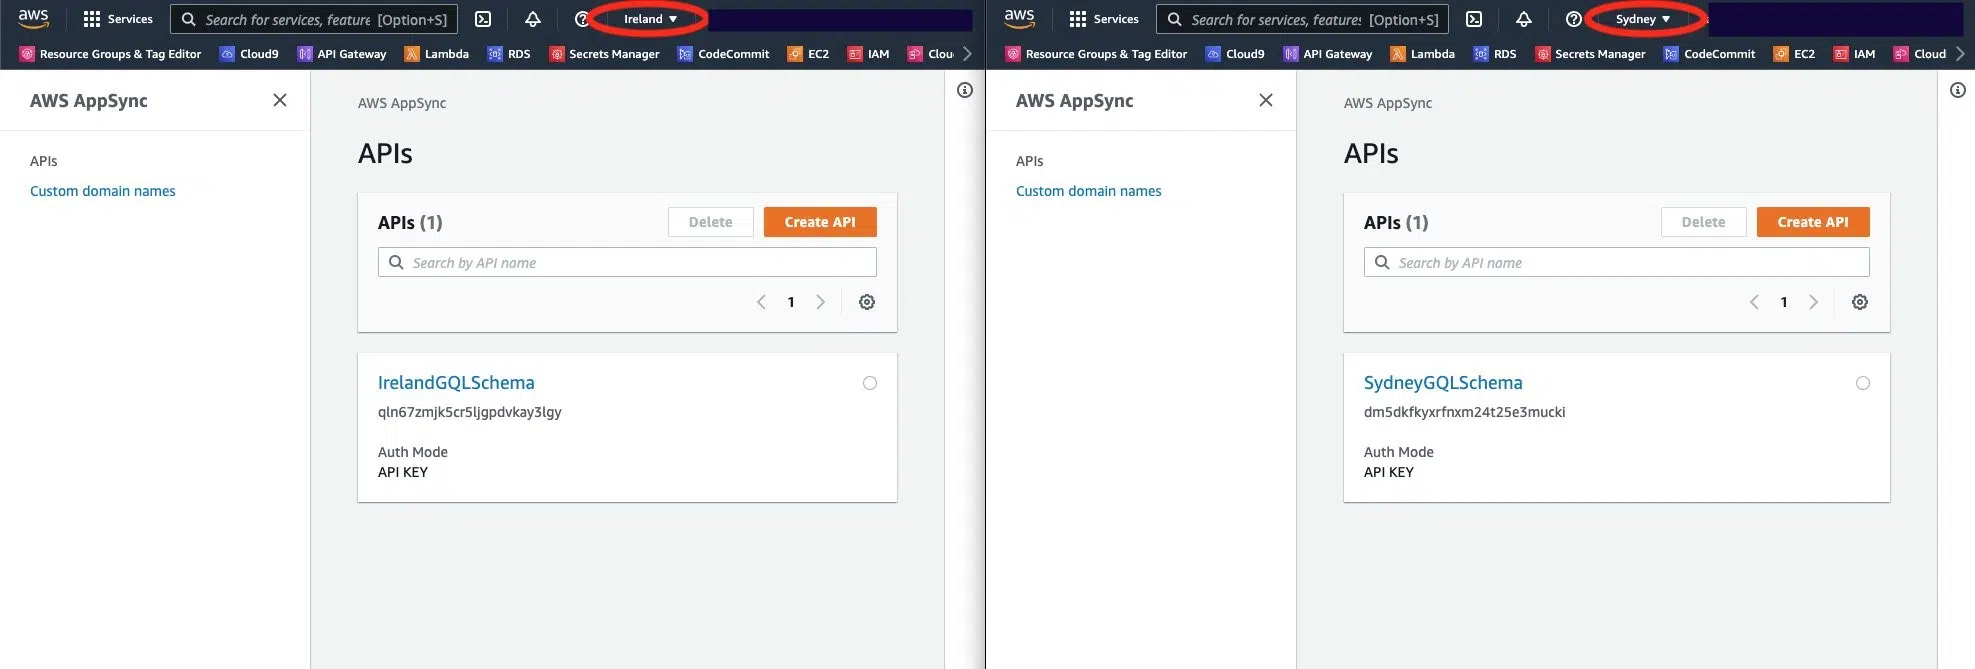 aws Services Search for services, feature [Option+S] Ireland ▼
Resource Groups & Tag Editor Cloud9 API Gateway Lambda RDS Secrets Manager CodeCommit EC2 IAM Clou
AWS AppSync
APIs
Custom domain names
AWS AppSync
APIs
APIs (1) Delete Create API
Search by API name
1
IrelandGQLSchema
qln67zmjk5cr5ljgpdvkay3lgy
Auth Mode
API KEY
aws Services Search for services, features [Option+S] Sydney ▼
Resource Groups & Tag Editor Cloud9 API Gateway Lambda RDS Secrets Manager CodeCommit EC2 IAM Cloud
AWS AppSync
APIs
Custom domain names
AWS AppSync
APIs
APIs (1) Delete Create API
Search by API name
1
SydneyGQLSchema
dm5dkfkyxrfnxm24t25e3mucki
Auth Mode
API KEY